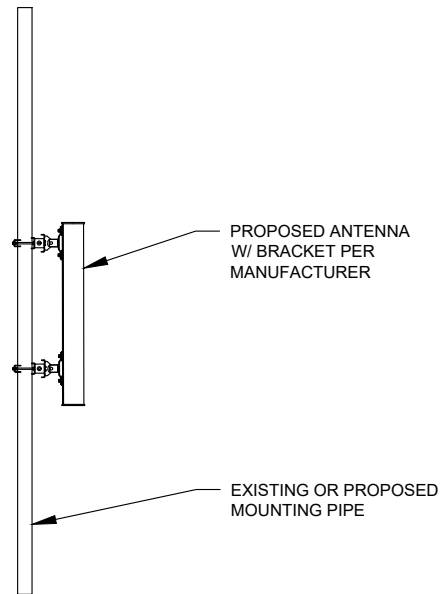 PROPOSED ANTENNA
W/ BRACKET PER
MANUFACTURER
EXISTING OR PROPOSED
MOUNTING PIPE